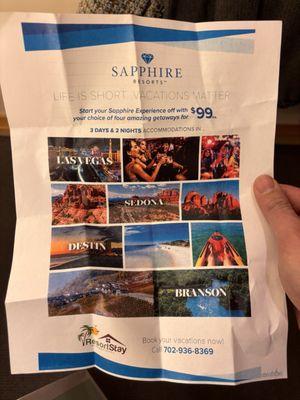 SAPPHIRE
RESORTS™
LIFE IS SHORT. VACATIONS MATTER.
Start your Sapphire Experience off with
your choice of four amazing getaways for
$99
3 DAYS & 2 NIGHTS ACCOMMODATIONS IN...
LAS VEGAS
SEDONA
DESTIN
BRANSON
ResortStay
Book your vacations now!
Call 702-936-8369